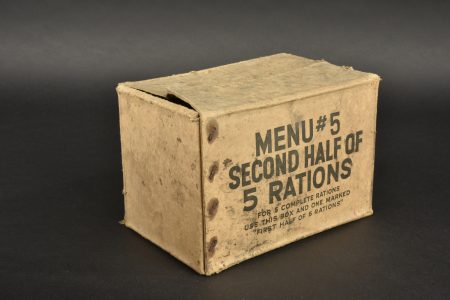 MENU #5
SECOND HALF OF
5 RATIONS
FOR 5 COMPLETE RATIONS
USE THIS BOX AND ONE MARKED
"FIRST HALF OF 5 RATIONS"